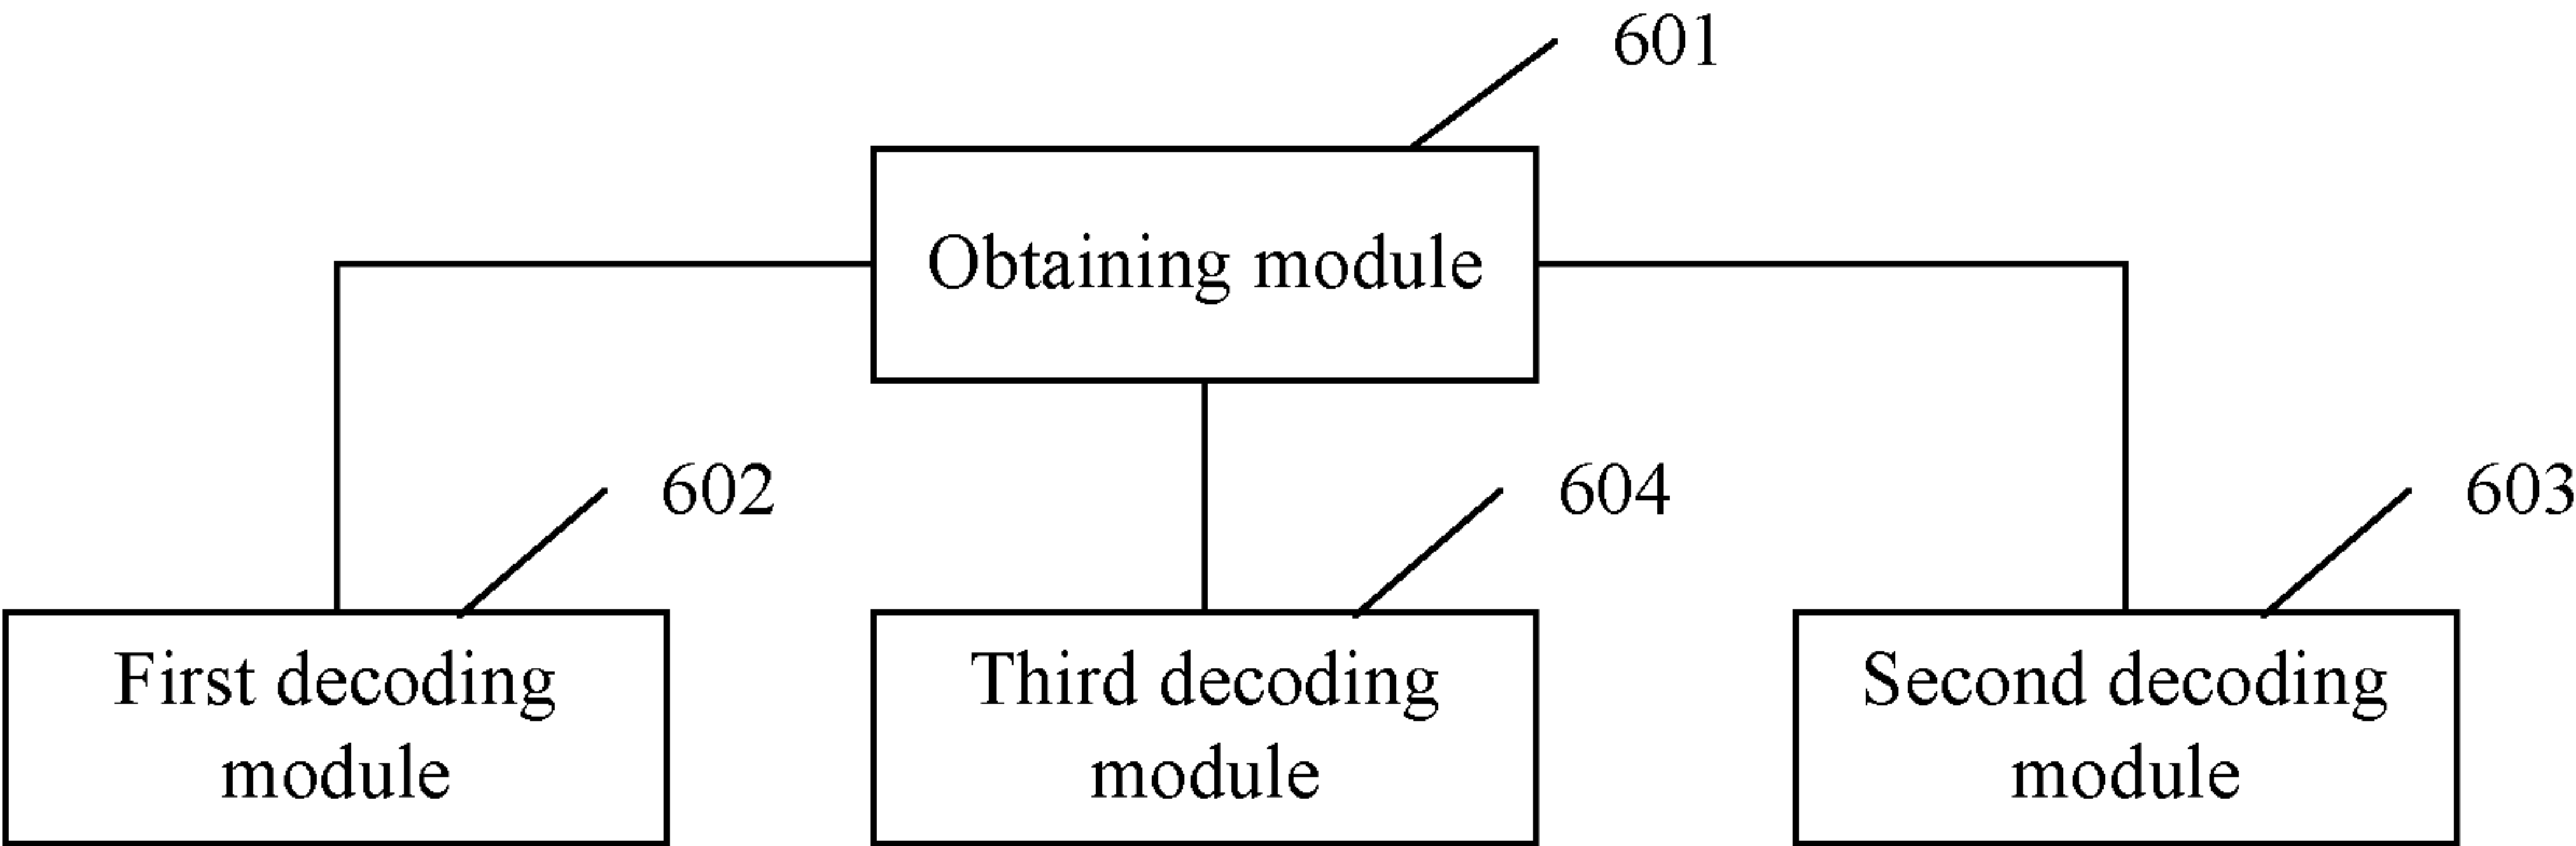 601
Obtaining module
602
604
603
First decoding
module
Third decoding
module
Second decoding
module